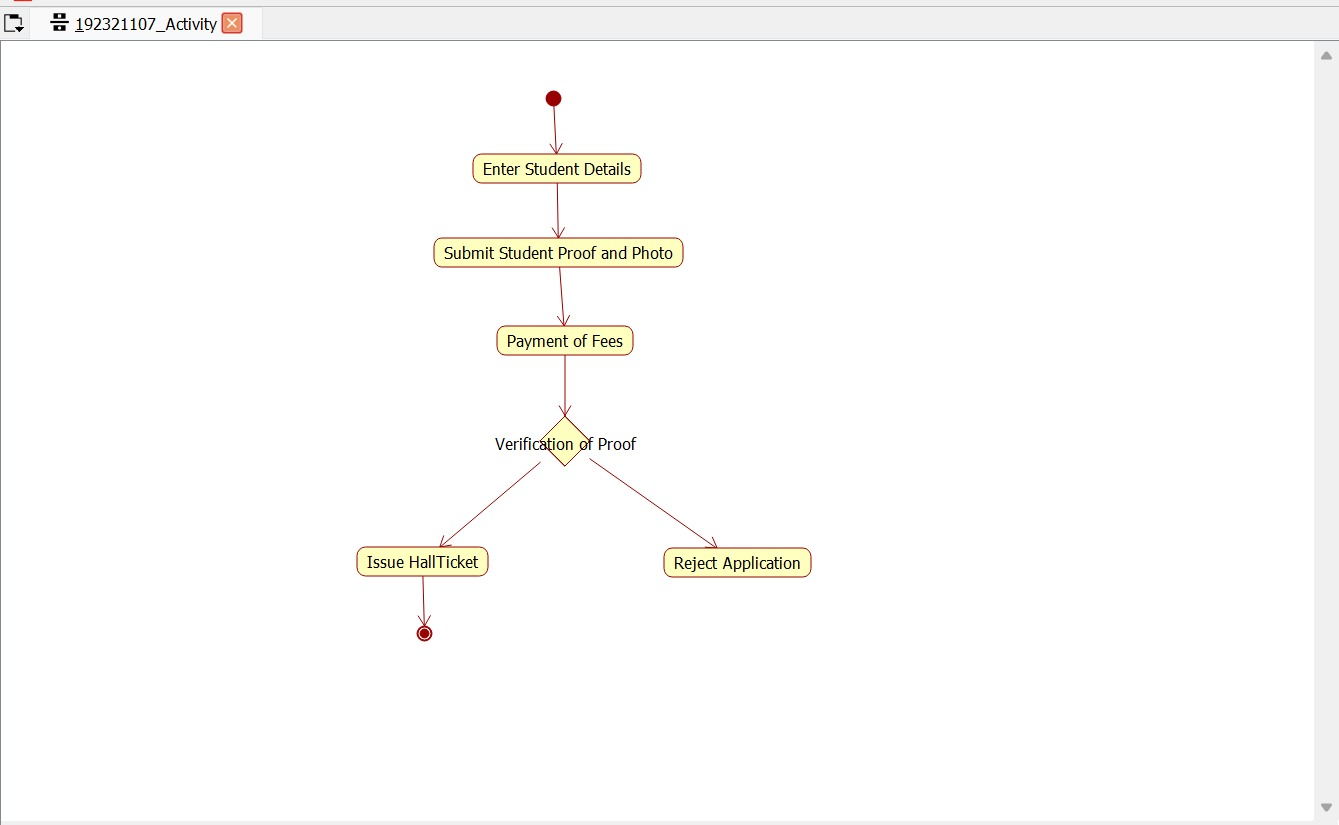 192321107_Activity
Enter Student Details
Submit Student Proof and Photo
Payment of Fees
Verification of Proof
Issue HallTicket
Reject Application